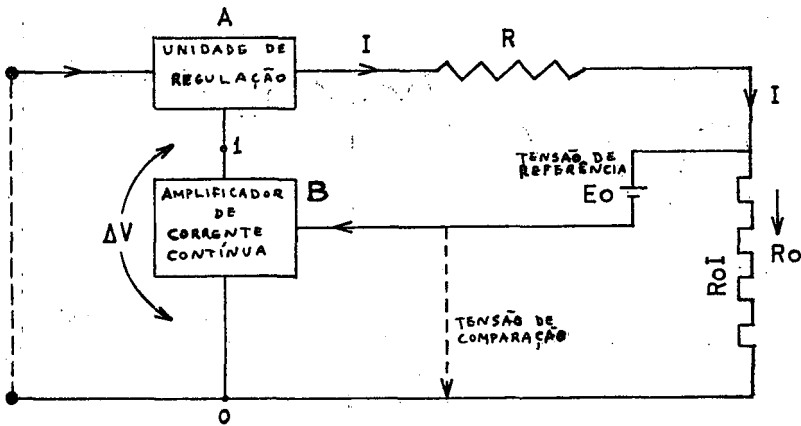 A
UNIDADE DE
REGULAÇÃO
I
R
I
1
TENSÃO DE
REFERÊNCIA
Eo
AMPLIFICADOR
DE
CORRENTE
CONTÍNUA
B
ΔV
RoI
Ro
TENSÃO DE
COMPARAÇÃO
0